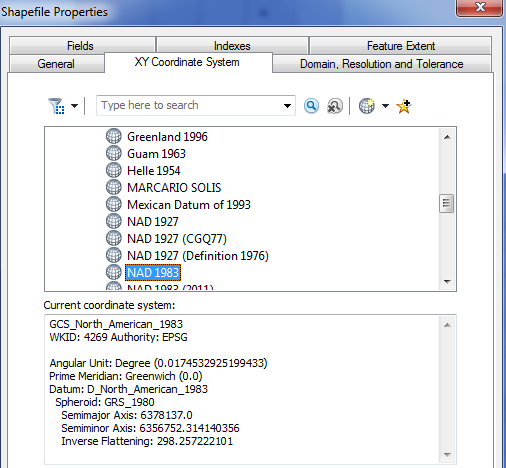 Shapefile Properties
Fields Indexes Feature Extent
General XY Coordinate System Domain, Resolution and Tolerance
Type here to search
Greenland 1996
Guam 1963
Helle 1954
MARCARIO SOLIS
Mexican Datum of 1993
NAD 1927
NAD 1927 (CGQ77)
NAD 1927 (Definition 1976)
NAD 1983
NAD 1983 (2011)
Current coordinate system:
GCS_North_American_1983
WKID: 4269 Authority: EPSG
Angular Unit: Degree (0.0174532925199433)
Prime Meridian: Greenwich (0.0)
Datum: D_North_American_1983
Spheroid: GRS_1980
Semimajor Axis: 6378137.0
Semiminor Axis: 6356752.314140356
Inverse Flattening: 298.257222101